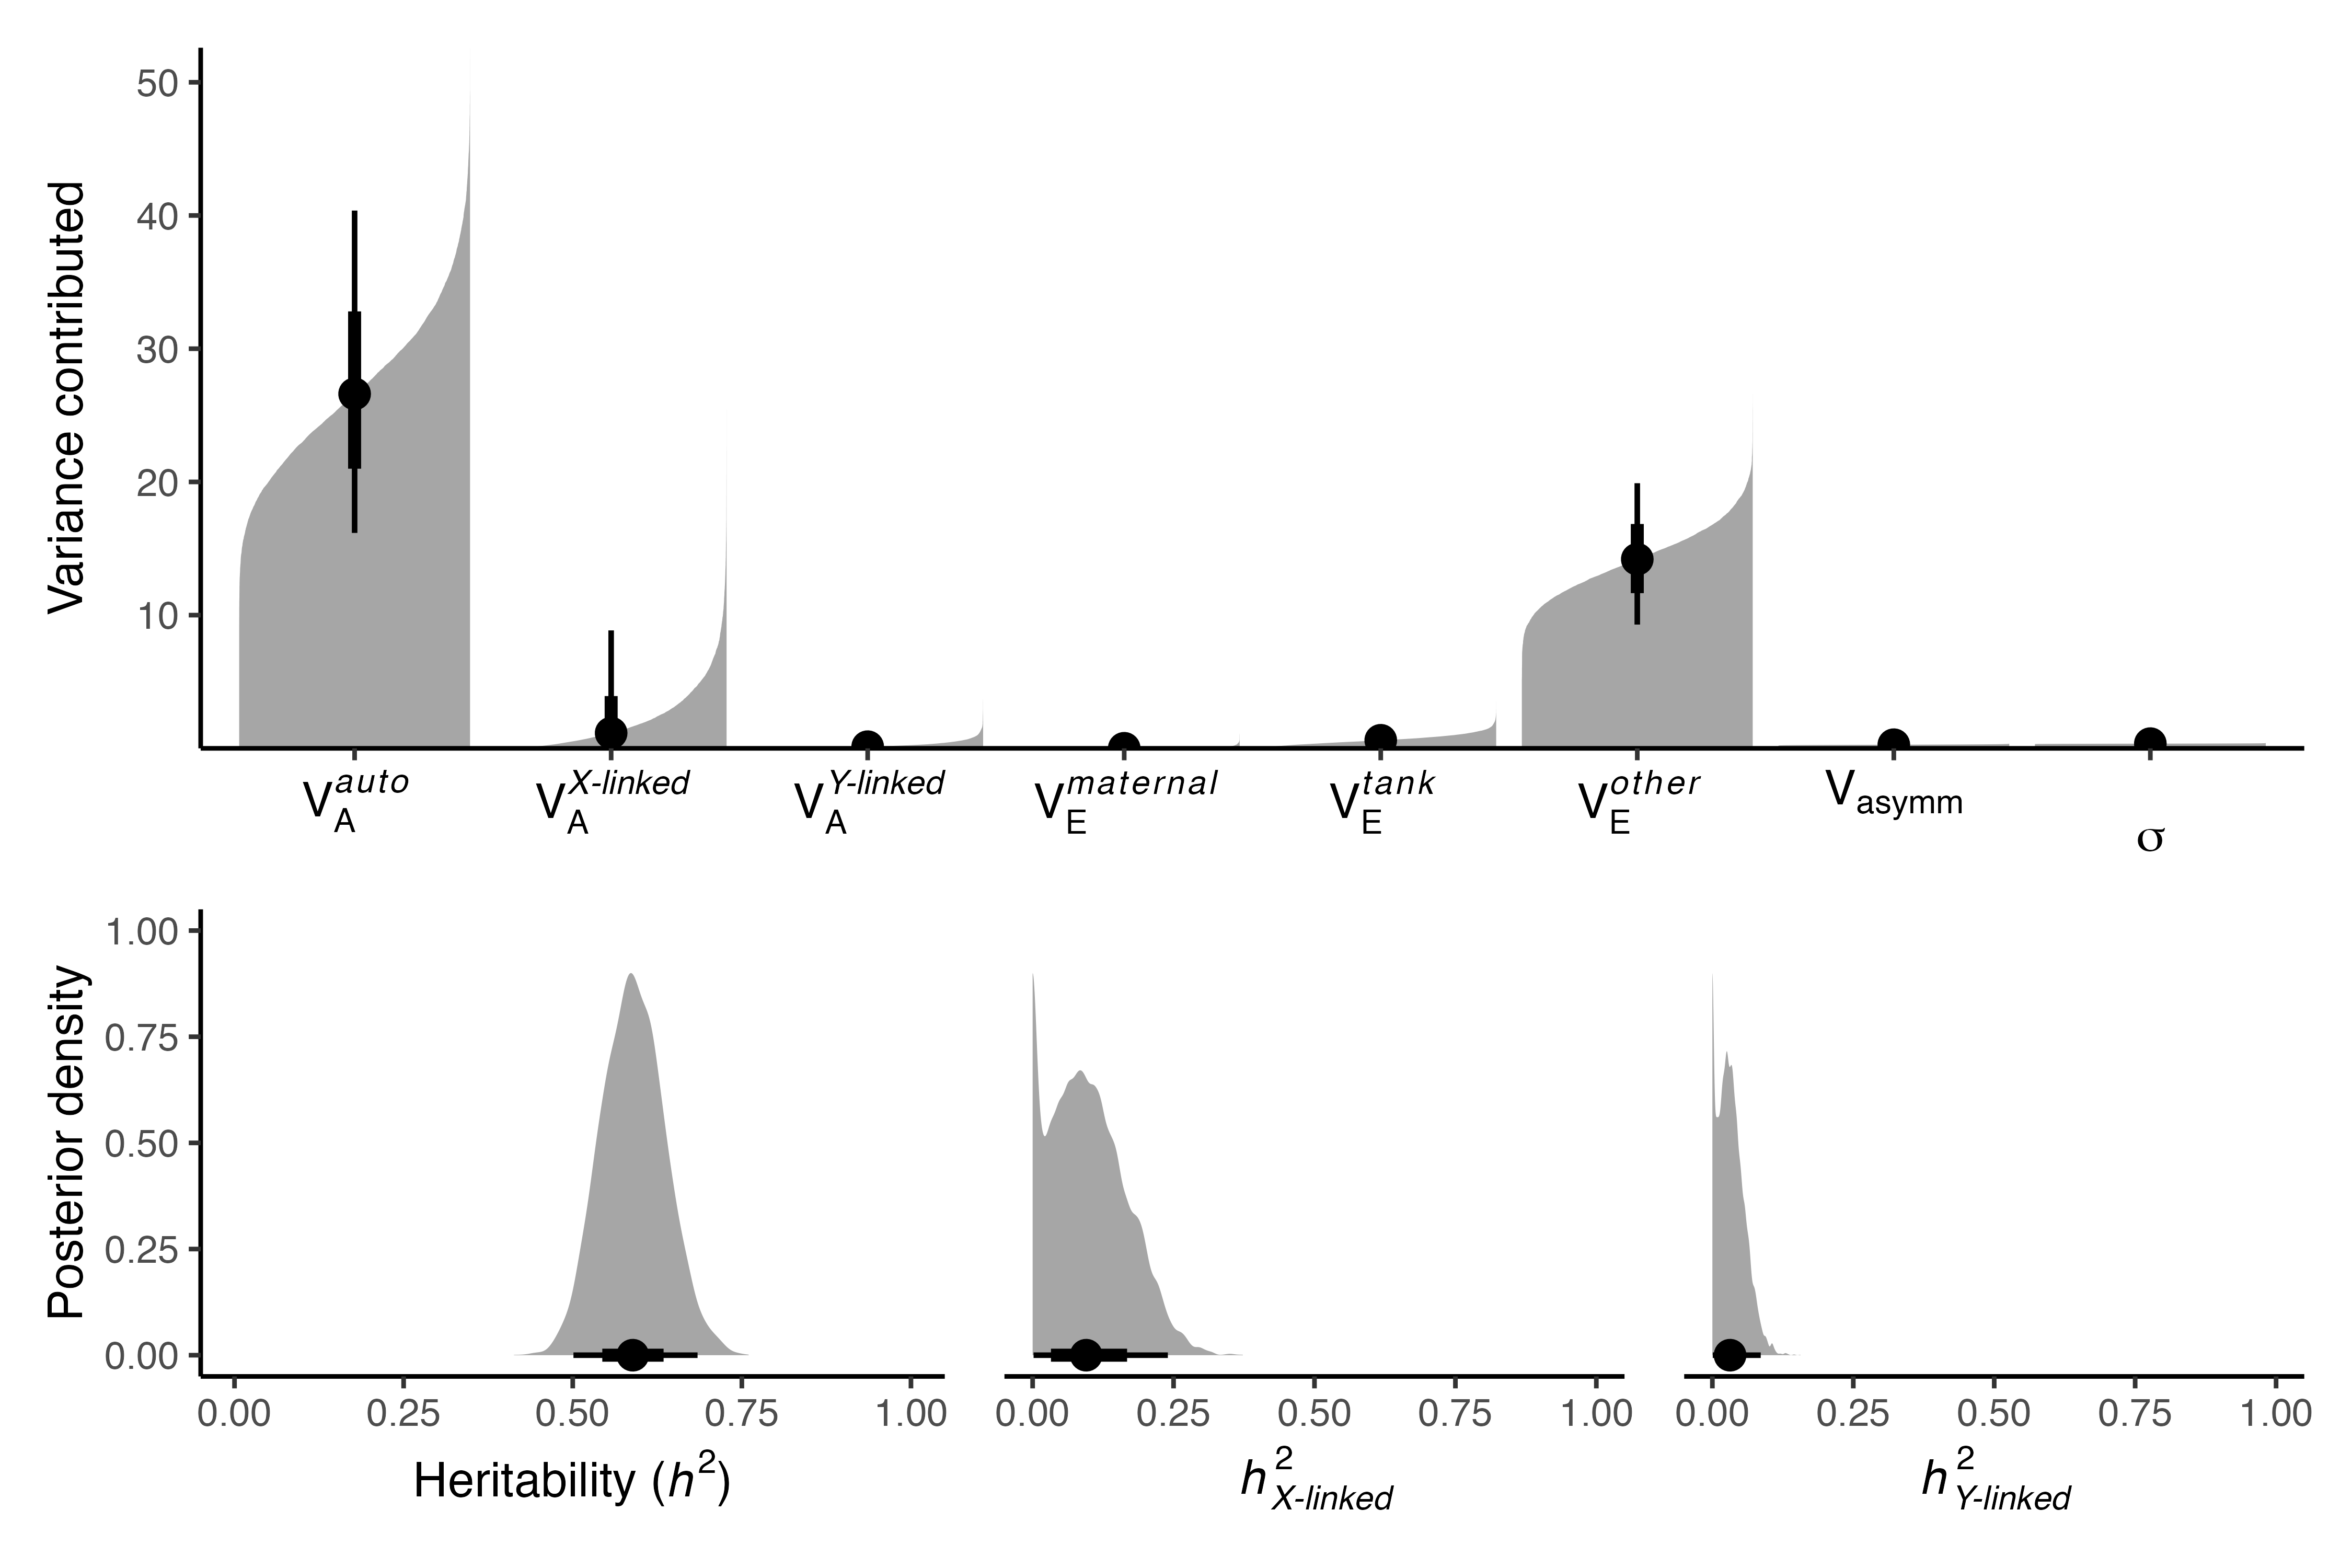 Variance contributed
50
40
30
20
10
V_A^auto V_A^X-linked V_A^Y-linked V_E^maternal V_E^tank V_E^other V_asymm σ
Posterior density
1.00
0.75
0.50
0.25
0.00
0.00 0.25 0.50 0.75 1.00 0.00 0.25 0.50 0.75 1.00 0.00 0.25 0.50 0.75 1.00
Heritability (h²) h²_X-linked h²_Y-linked